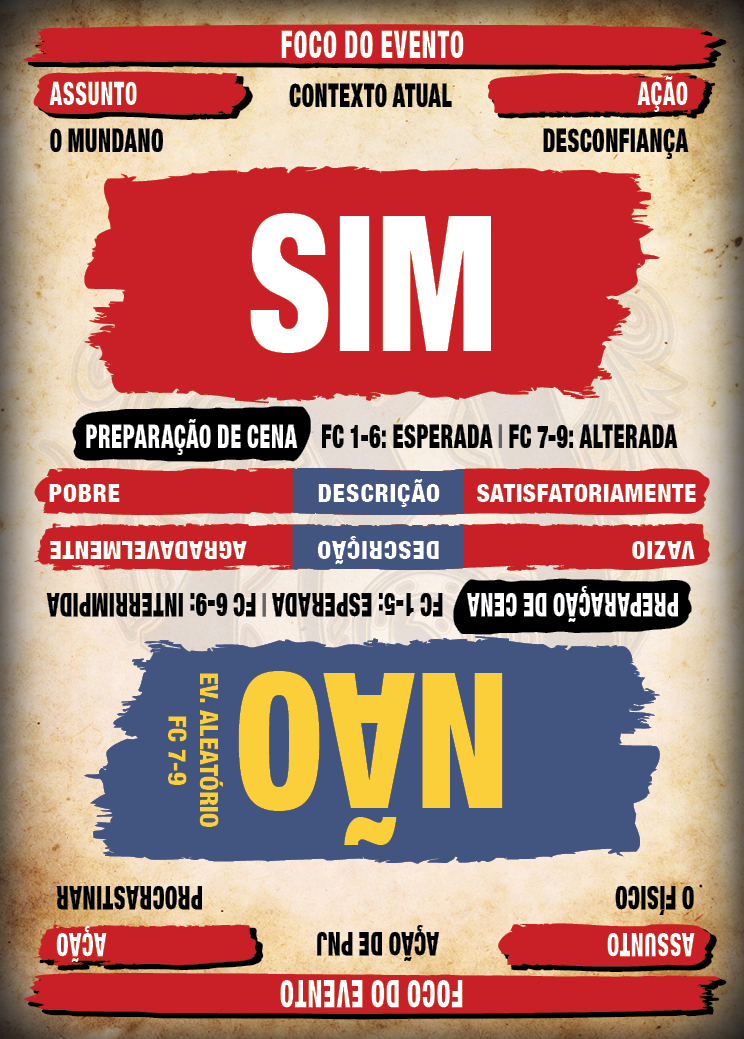 FOCO DO EVENTO
ASSUNTO CONTEXTO ATUAL AÇÃO
O MUNDANO DESCONFIANÇA
SIM
PREPARAÇÃO DE CENA FC 1-6: ESPERADA | FC 7-9: ALTERADA
POBRE DESCRIÇÃO SATISFATORIAMENTE
FOCO DO EVENTO
ASSUNTO AÇÃO DE PNJ AÇÃO
O FÍSICO PROCRASTINAR
NÃO
EV. ALEATÓRIO
FC 7-9
PREPARAÇÃO DE CENA FC 1-5: ESPERADA | FC 6-9: INTERROMPIDA
VAZIO DESCRIÇÃO AGRADAVELMENTE